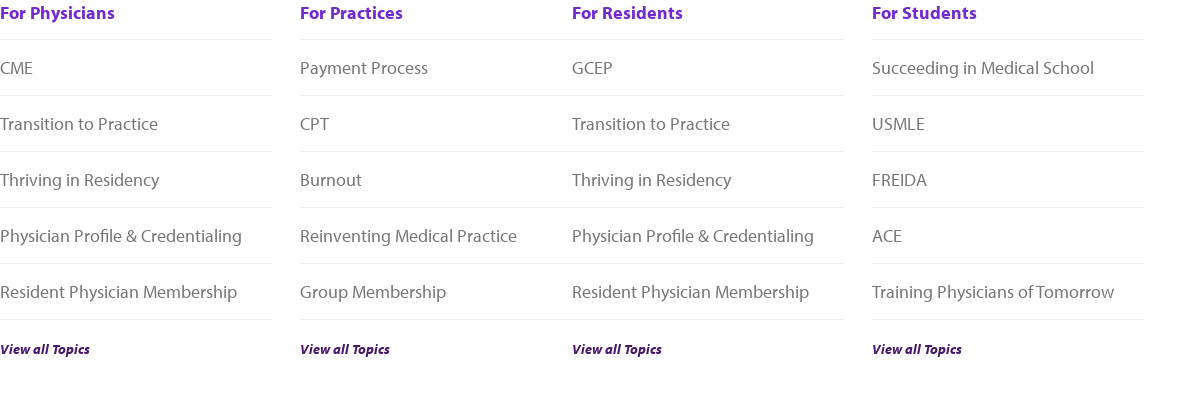 For Physicians
CME
Transition to Practice
Thriving in Residency
Physician Profile & Credentialing
Resident Physician Membership
View all Topics
For Practices
Payment Process
CPT
Burnout
Reinventing Medical Practice
Group Membership
View all Topics
For Residents
GCEP
Transition to Practice
Thriving in Residency
Physician Profile & Credentialing
Resident Physician Membership
View all Topics
For Students
Succeeding in Medical School
USMLE
FREIDA
ACE
Training Physicians of Tomorrow
View all Topics